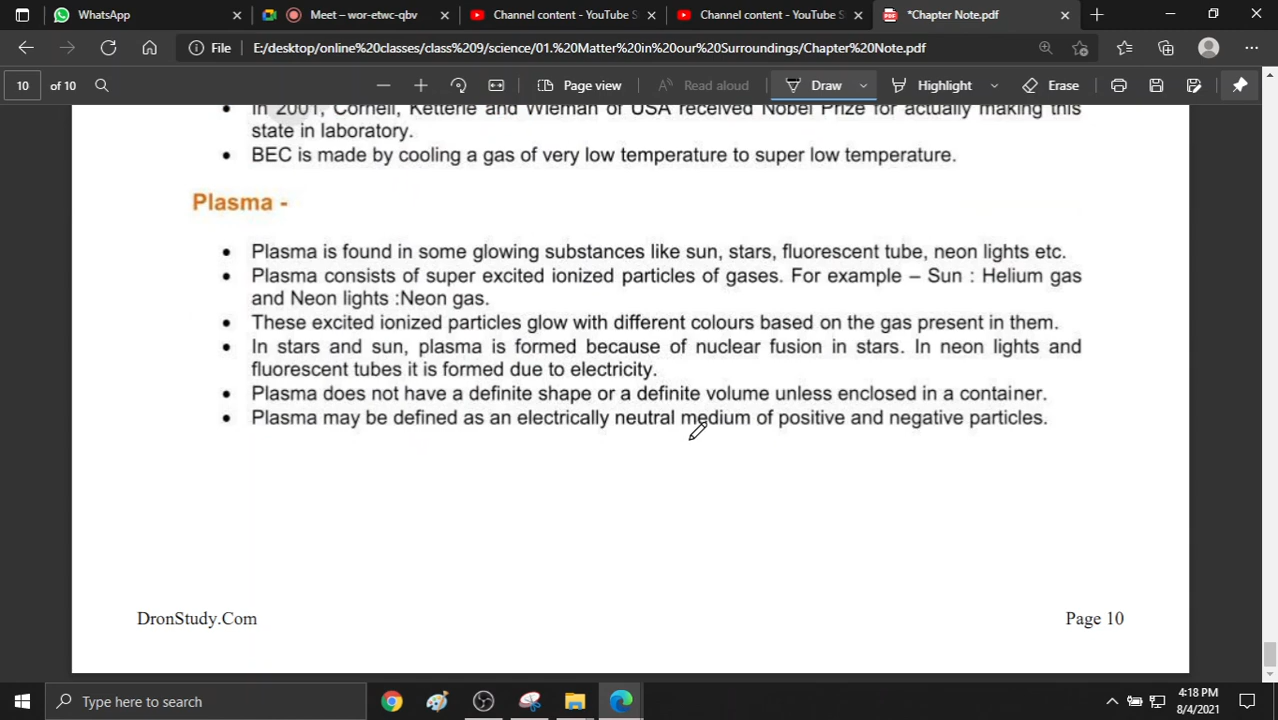 WhatsApp
Meet – wor-etwc-qbv
Channel content - YouTube S
Channel content - YouTube S
*Chapter Note.pdf
File
E:/desktop/online%20classes/class%209/science/01.%20Matter%20in%20our%20Surroundings/Chapter%20Note.pdf
10 of 10
Page view
Read aloud
Draw
Highlight
Erase
• In 2001, Cornell, Ketterle and Wieman of USA received Nobel Prize for actually making this
state in laboratory.
• BEC is made by cooling a gas of very low temperature to super low temperature.
Plasma -
• Plasma is found in some glowing substances like sun, stars, fluorescent tube, neon lights etc.
• Plasma consists of super excited ionized particles of gases. For example – Sun : Helium gas
and Neon lights :Neon gas.
• These excited ionized particles glow with different colours based on the gas present in them.
• In stars and sun, plasma is formed because of nuclear fusion in stars. In neon lights and
fluorescent tubes it is formed due to electricity.
• Plasma does not have a definite shape or a definite volume unless enclosed in a container.
• Plasma may be defined as an electrically neutral medium of positive and negative particles.
DronStudy.Com
Page 10
Type here to search
4:18 PM
8/4/2021